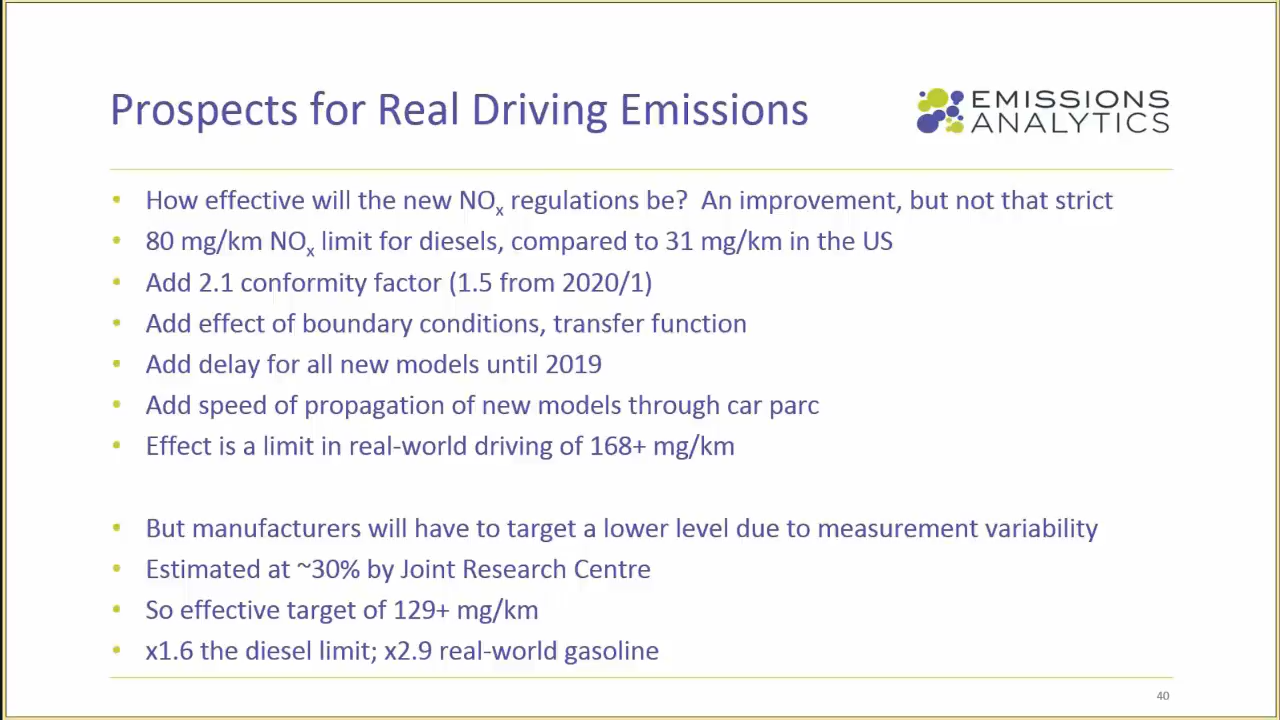 Prospects for Real Driving Emissions
EMISSIONS
ANALYTICS
• How effective will the new NOx regulations be?  An improvement, but not that strict
• 80 mg/km NOx limit for diesels, compared to 31 mg/km in the US
• Add 2.1 conformity factor (1.5 from 2020/1)
• Add effect of boundary conditions, transfer function
• Add delay for all new models until 2019
• Add speed of propagation of new models through car parc
• Effect is a limit in real-world driving of 168+ mg/km
• But manufacturers will have to target a lower level due to measurement variability
• Estimated at ~30% by Joint Research Centre
• So effective target of 129+ mg/km
• x1.6 the diesel limit; x2.9 real-world gasoline
40